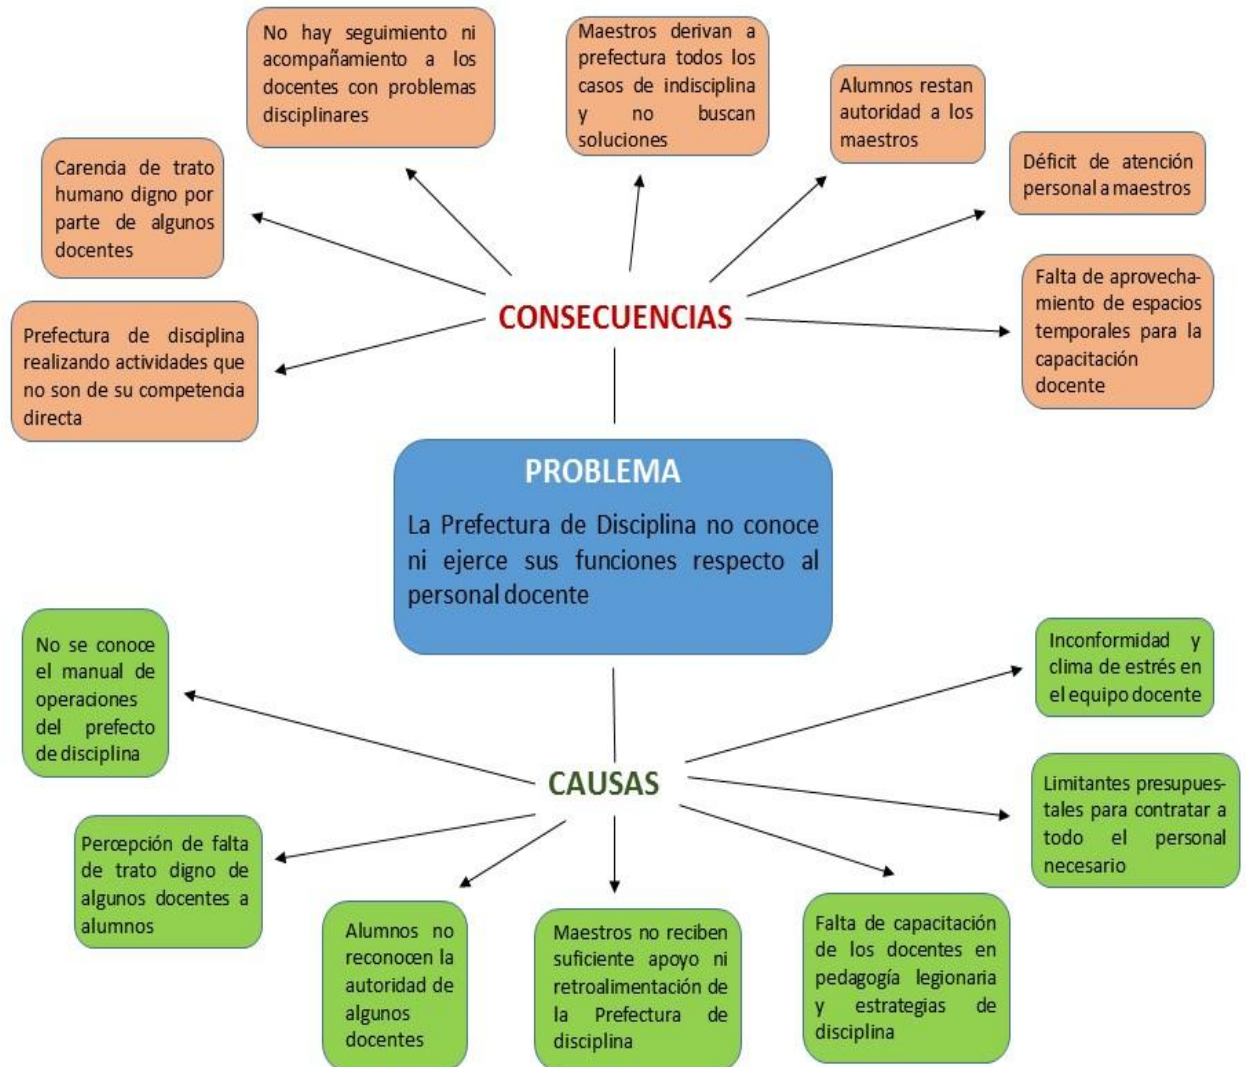 No hay seguimiento ni
acompañamiento a los
docentes con problemas
disciplinares
Maestros derivan a
prefectura todos los
casos de indisciplina
y no buscan
soluciones
Alumnos restan
autoridad a los
maestros
Déficit de atención
personal a maestros
Carencia de trato
humano digno por
parte de algunos
docentes
Falta de aprovecha-
miento de espacios
temporales para la
capacitación
docente
Prefectura de disciplina
realizando actividades que
no son de su competencia
directa
CONSECUENCIAS
PROBLEMA
La Prefectura de Disciplina no conoce
ni ejerce sus funciones respecto al
personal docente
No se conoce
el manual de
operaciones
del prefecto
de disciplina
Inconformidad y
clima de estrés en
el equipo docente
CAUSAS
Limitantes presupues-
tales para contratar a
todo el personal
necesario
Percepción de falta
de trato digno de
algunos docentes a
alumnos
Alumnos no
reconocen la
autoridad de
algunos
docentes
Maestros no reciben
suficiente apoyo ni
retroalimentación de
la Prefectura de
disciplina
Falta de capacitación
de los docentes en
pedagogía legionaria
y estrategias de
disciplina